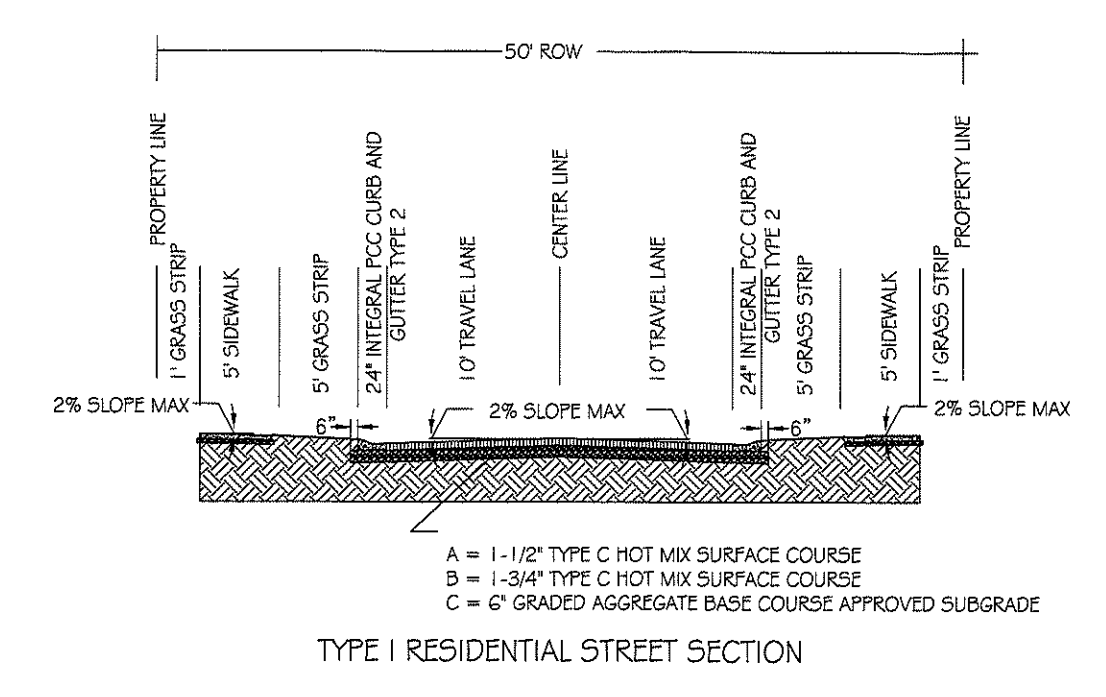 50' ROW
PROPERTY LINE
1' GRASS STRIP
5' SIDEWALK
5' GRASS STRIP
24" INTEGRAL PCC CURB AND
GUTTER TYPE 2
10' TRAVEL LANE
CENTER LINE
10' TRAVEL LANE
24" INTEGRAL PCC CURB AND
GUTTER TYPE 2
5' GRASS STRIP
5' SIDEWALK
1' GRASS STRIP
PROPERTY LINE
2% SLOPE MAX
6"
2% SLOPE MAX
6"
2% SLOPE MAX
A = 1-1/2" TYPE C HOT MIX SURFACE COURSE
B = 1-3/4" TYPE C HOT MIX SURFACE COURSE
C = 6" GRADED AGGREGATE BASE COURSE APPROVED SUBGRADE
TYPE I RESIDENTIAL STREET SECTION